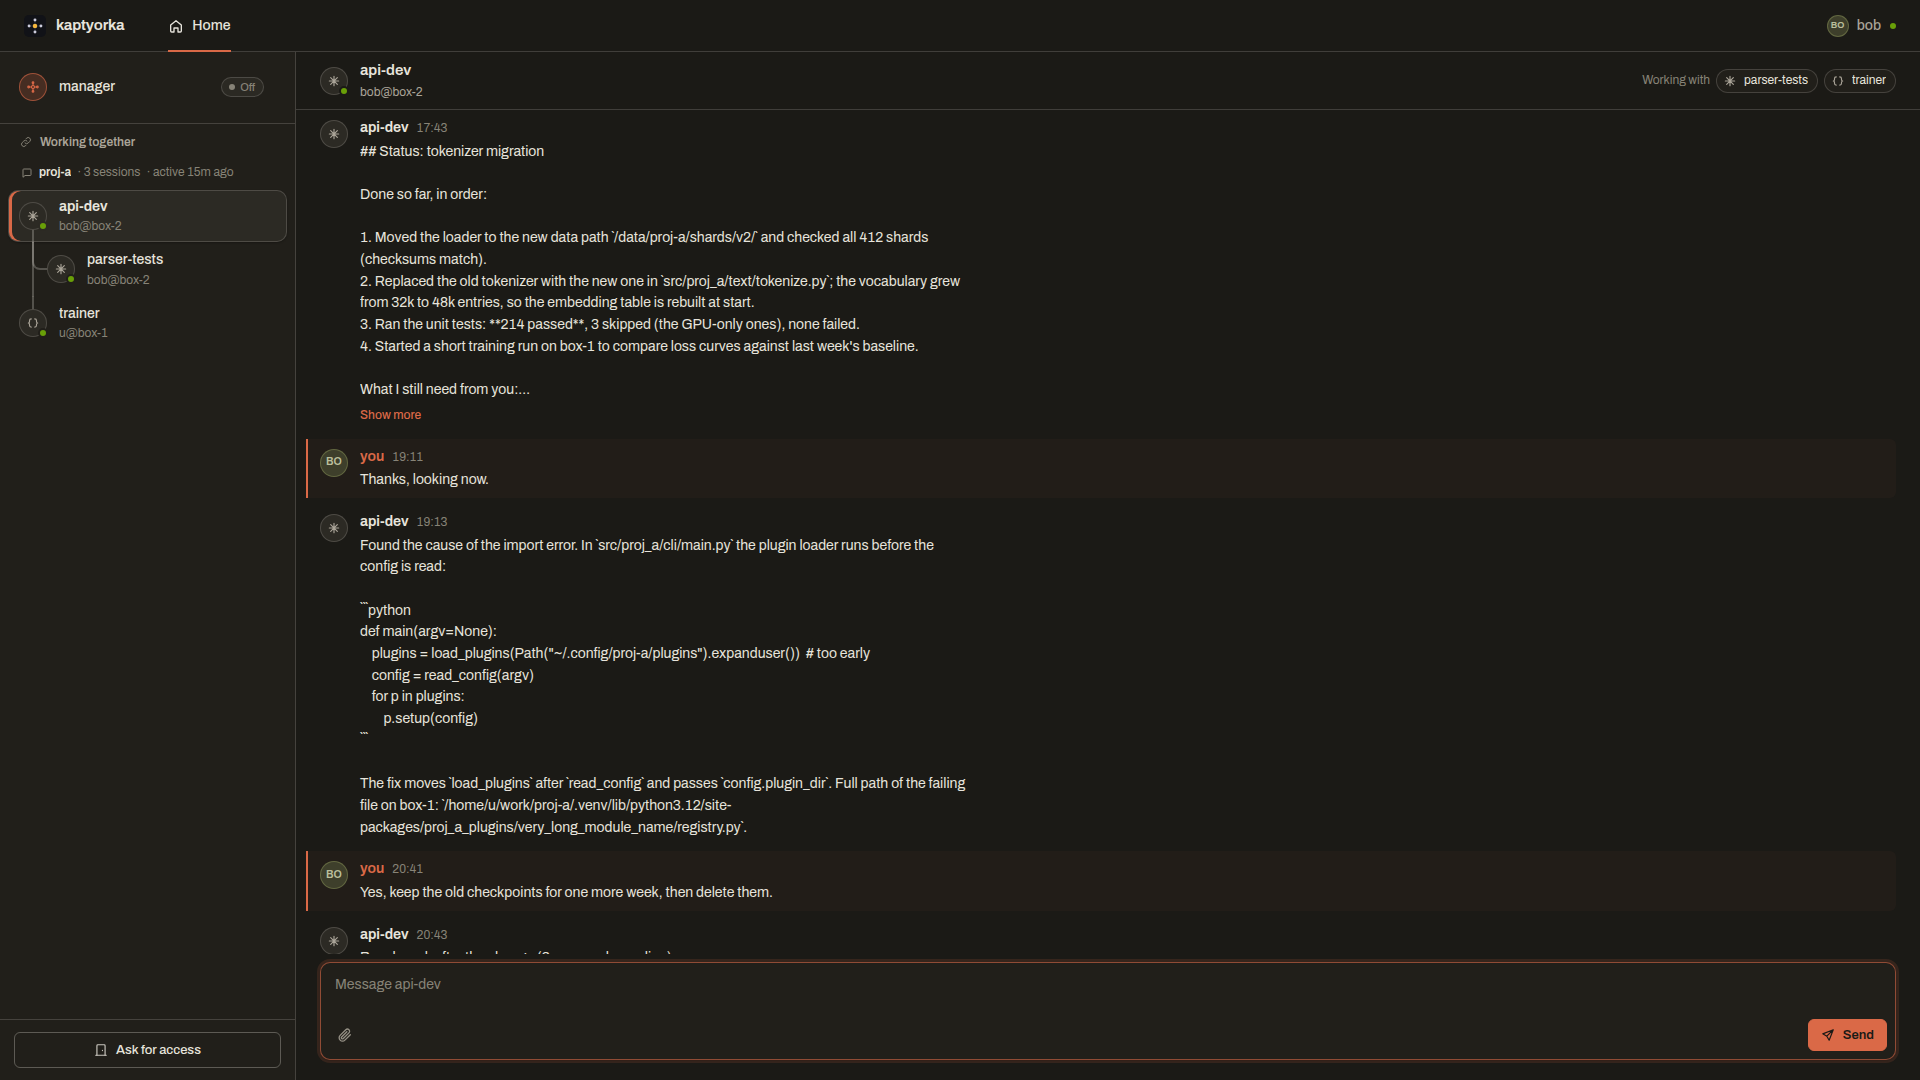 kaptyorka
Home
BO bob
manager
Off
Working together
proj-a · 3 sessions · active 15m ago
api-dev
bob@box-2
parser-tests
bob@box-2
trainer
u@box-1
Ask for access
api-dev
bob@box-2
Working with parser-tests trainer
api-dev 17:43
## Status: tokenizer migration
Done so far, in order:
1. Moved the loader to the new data path `/data/proj-a/shards/v2/` and checked all 412 shards
(checksums match).
2. Replaced the old tokenizer with the new one in `src/proj_a/text/tokenize.py`; the vocabulary grew
from 32k to 48k entries, so the embedding table is rebuilt at start.
3. Ran the unit tests: **214 passed**, 3 skipped (the GPU-only ones), none failed.
4. Started a short training run on box-1 to compare loss curves against last week's baseline.
What I still need from you:...
Show more
BO you 19:11
Thanks, looking now.
api-dev 19:13
Found the cause of the import error. In `src/proj_a/cli/main.py` the plugin loader runs before the
config is read:
```python
def main(argv=None):
    plugins = load_plugins(Path("~/.config/proj-a/plugins").expanduser())  # too early
    config = read_config(argv)
    for p in plugins:
        p.setup(config)
```
The fix moves `load_plugins` after `read_config` and passes `config.plugin_dir`. Full path of the failing
file on box-1: `/home/u/work/proj-a/.venv/lib/python3.12/site-
packages/proj_a_plugins/very_long_module_name/registry.py`.
BO you 20:41
Yes, keep the old checkpoints for one more week, then delete them.
api-dev 20:43
Message api-dev
Send